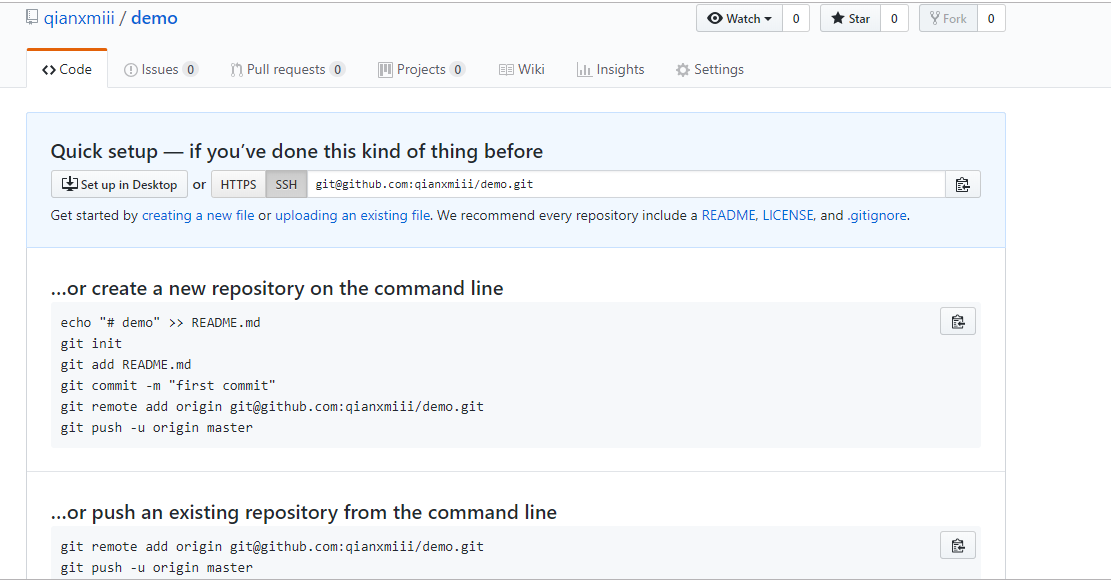 qianxmiii / demo
Watch 0 Star 0 Fork 0
Code Issues 0 Pull requests 0 Projects 0 Wiki Insights Settings
Quick setup — if you’ve done this kind of thing before
Set up in Desktop or HTTPS SSH git@github.com:qianxmiii/demo.git
Get started by creating a new file or uploading an existing file. We recommend every repository include a README, LICENSE, and .gitignore.
…or create a new repository on the command line
echo "# demo" >> README.md
git init
git add README.md
git commit -m "first commit"
git remote add origin git@github.com:qianxmiii/demo.git
git push -u origin master
…or push an existing repository from the command line
git remote add origin git@github.com:qianxmiii/demo.git
git push -u origin master